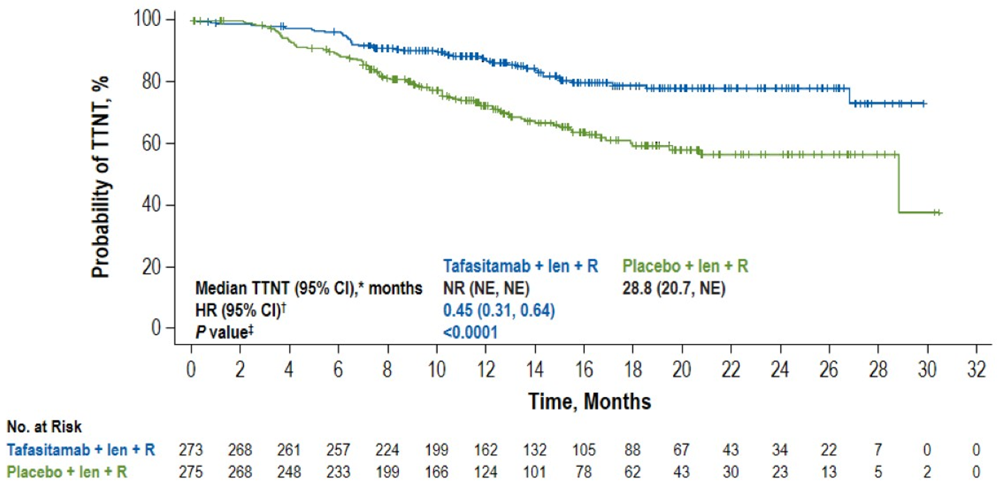 Probability of TTNT, %
100
80
60
40
20
0
Tafasitamab + len + R Placebo + len + R
Median TTNT (95% CI),* months NR (NE, NE) 28.8 (20.7, NE)
HR (95% CI)† 0.45 (0.31, 0.64)
P value‡ <0.0001
0 2 4 6 8 10 12 14 16 18 20 22 24 26 28 30 32
Time, Months
No. at Risk
Tafasitamab + len + R 273 268 261 257 224 199 162 132 105 88 67 43 34 22 7 0 0
Placebo + len + R 275 268 248 233 199 166 124 101 78 62 43 30 23 13 5 2 0